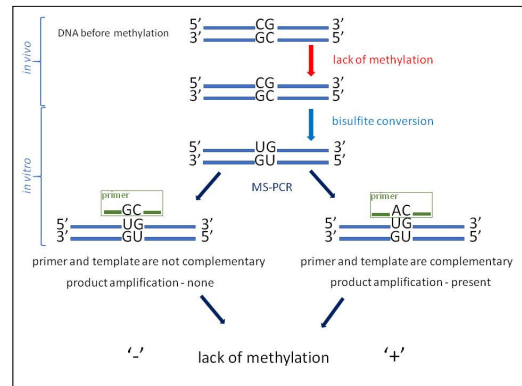 in vivo
DNA before methylation
5’ CG 3’
3’ GC 5’
lack of methylation
5’ CG 3’
3’ GC 5’
in vitro
bisulfite conversion
5’ UG 3’
3’ GU 5’
MS-PCR
primer
GC
5’ UG 3’
3’ GU 5’
primer and template are not complementary
product amplification - none
primer
AC
5’ UG 3’
3’ GU 5’
primer and template are complementary
product amplification - present
‘-’ lack of methylation ‘+’